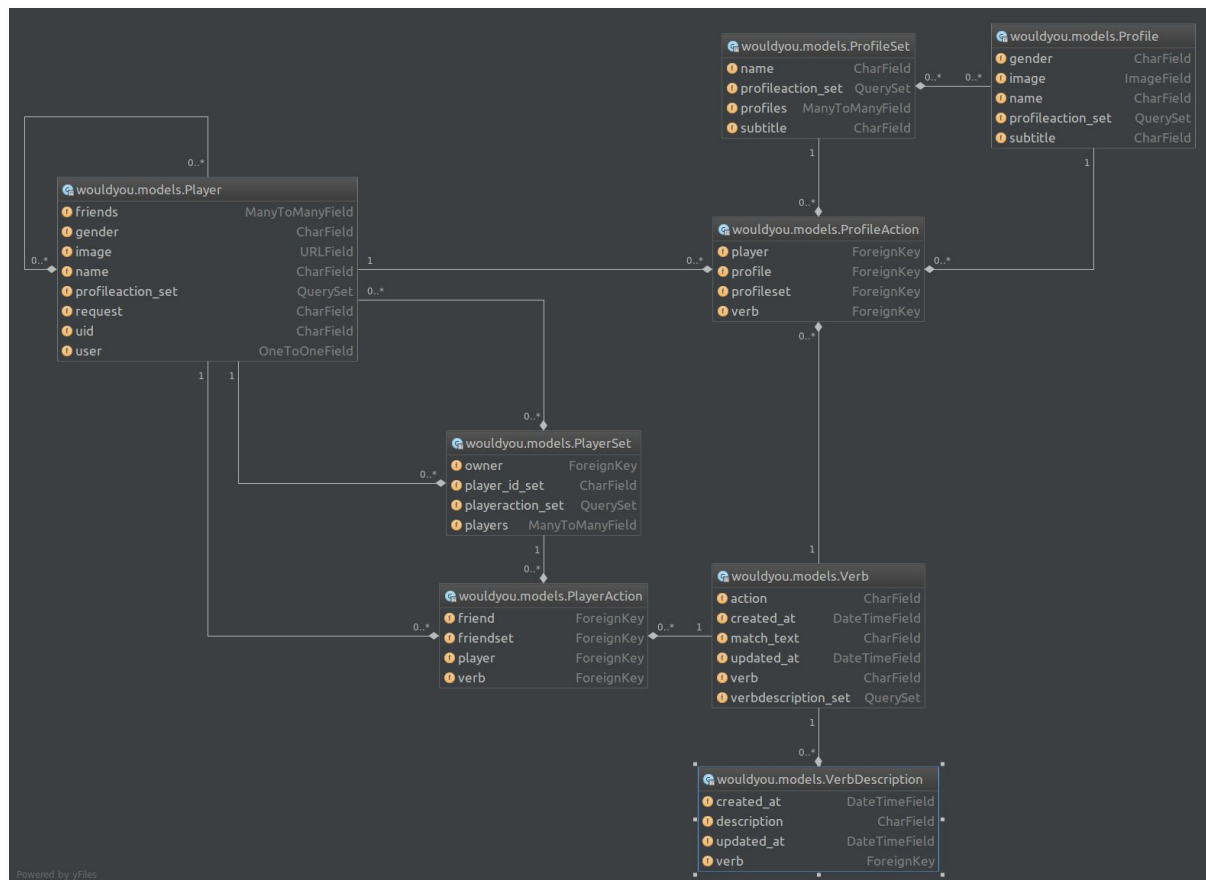 wouldyou.models.ProfileSet
name CharField
profileaction_set QuerySet
profiles ManyToManyField
subtitle CharField
0..* 0..*
1
0..*
wouldyou.models.Profile
gender CharField
image ImageField
name CharField
profileaction_set QuerySet
subtitle CharField
1
0..*
0..*
0..*
wouldyou.models.Player
friends ManyToManyField
gender CharField
image URLField
name CharField
profileaction_set QuerySet
request CharField
uid CharField
user OneToOneField
1 0..*
0..*
0..*
1 1
0..*
0..*
wouldyou.models.ProfileAction
player ForeignKey
profile ForeignKey
profileset ForeignKey
verb ForeignKey
0..*
1
wouldyou.models.PlayerSet
owner ForeignKey
player_id_set CharField
playeraction_set QuerySet
players ManyToManyField
1
0..*
wouldyou.models.PlayerAction
friend ForeignKey
friendset ForeignKey
player ForeignKey
verb ForeignKey
0..* 1
wouldyou.models.Verb
action CharField
created_at DateTimeField
match_text CharField
updated_at DateTimeField
verb CharField
verbdescription_set QuerySet
1
0..*
wouldyou.models.VerbDescription
created_at DateTimeField
description CharField
updated_at DateTimeField
verb ForeignKey
Powered by yFiles